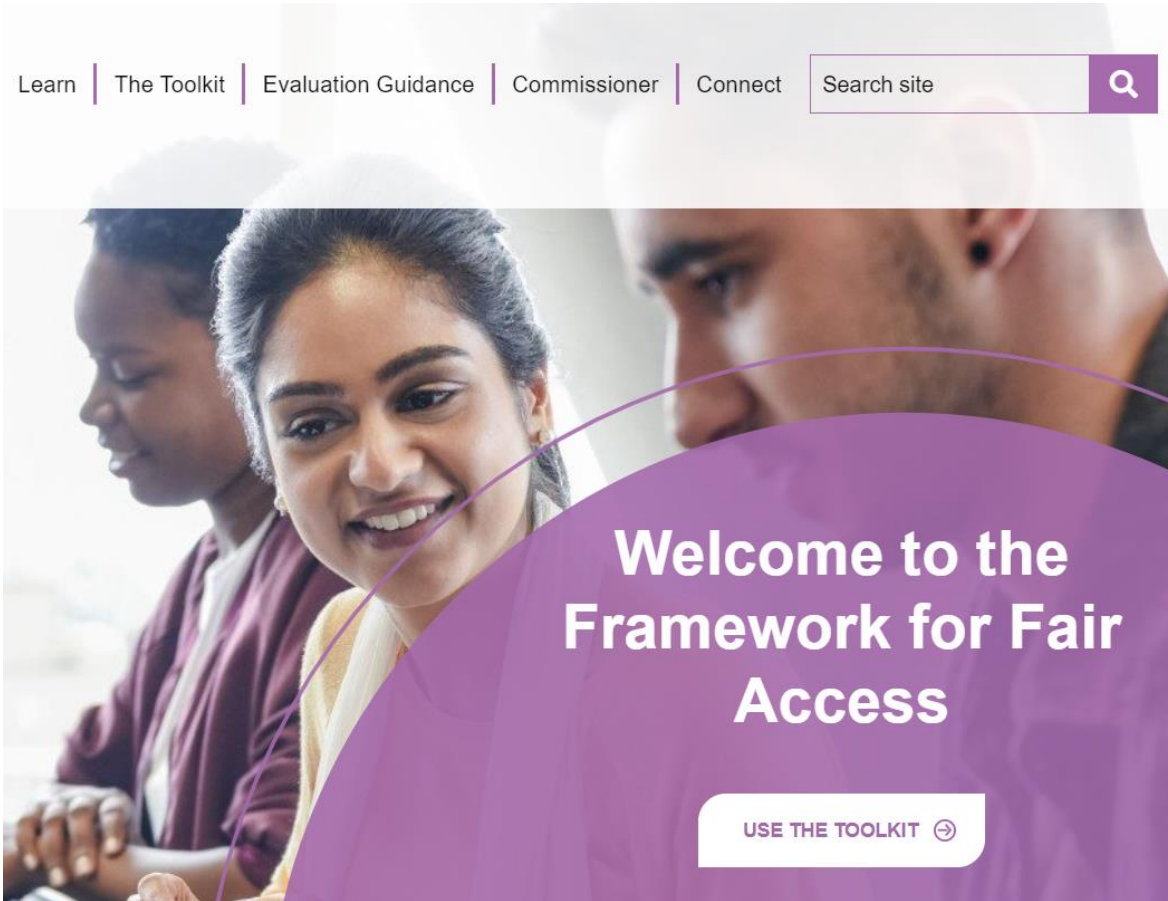 Learn The Toolkit Evaluation Guidance Commissioner Connect Search site
Welcome to the
Framework for Fair
Access
USE THE TOOLKIT